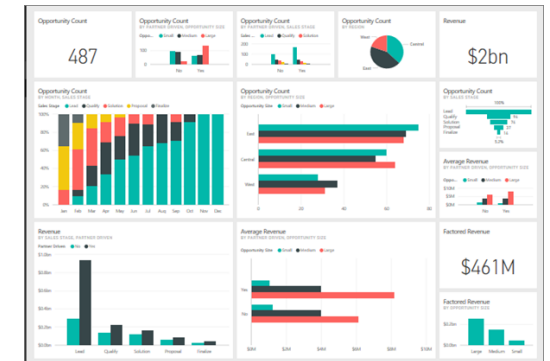 Opportunity Count
487
Opportunity Count
BY PARTNER DRIVEN, OPPORTUNITY SIZE
Small Medium Large
No Yes
Opportunity Count
BY PARTNER DRIVEN, SALES STAGE
Lead Qualify Solution
No Yes
Opportunity Count
BY REGION
West
Central
East
Revenue
$2bn
Opportunity Count
BY MONTH, SALES STAGE
Sales Stage Lead Qualify Solution Proposal Finalize
100%
80%
60%
40%
20%
0%
Jan Feb Mar Apr May Jun Jul Aug Sep Oct Nov Dec
Opportunity Count
BY REGION, OPPORTUNITY SIZE
Opportunity Size Small Medium Large
East
Central
West
0 20 40 60 80
Opportunity Count
BY SALES STAGE
100%
Lead
Qualify
Solution
Proposal
Finalize
Average Revenue
BY PARTNER DRIVEN, OPPORTUNITY SIZE
Small Medium Large
No Yes
Revenue
BY SALES STAGE, PARTNER DRIVEN
Partner Driven No Yes
Lead Qualify Solution Proposal Finalize
Average Revenue
BY PARTNER DRIVEN, OPPORTUNITY SIZE
Opportunity Size Small Medium Large
Yes
No
$0M $2M $4M $6M $8M $10M
Factored Revenue
$461M
Factored Revenue
BY OPPORTUNITY SIZE
Large Medium Small